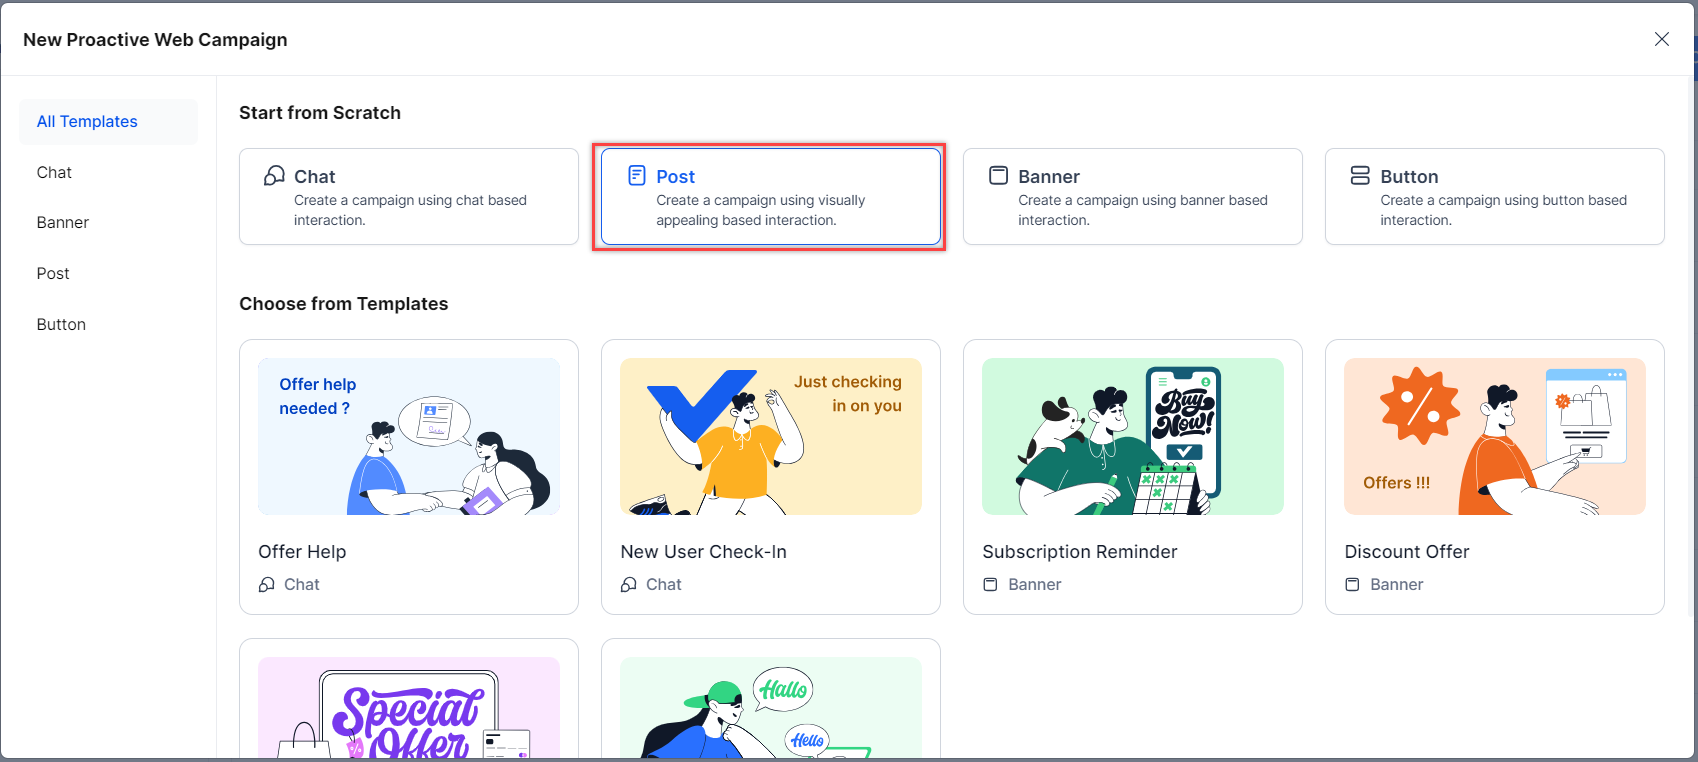 New Proactive Web Campaign
All Templates
Chat
Banner
Post
Button
Start from Scratch
Chat
Create a campaign using chat based
interaction.
Post
Create a campaign using visually
appealing based interaction.
Banner
Create a campaign using banner based
interaction.
Button
Create a campaign using button based
interaction.
Choose from Templates
Offer help
needed ?
Offer Help
Chat
Just checking
in on you
New User Check-In
Chat
Buy
Now!
Subscription Reminder
Banner
Offers !!!
Discount Offer
Banner
Special
Offer
Hallo
Hello